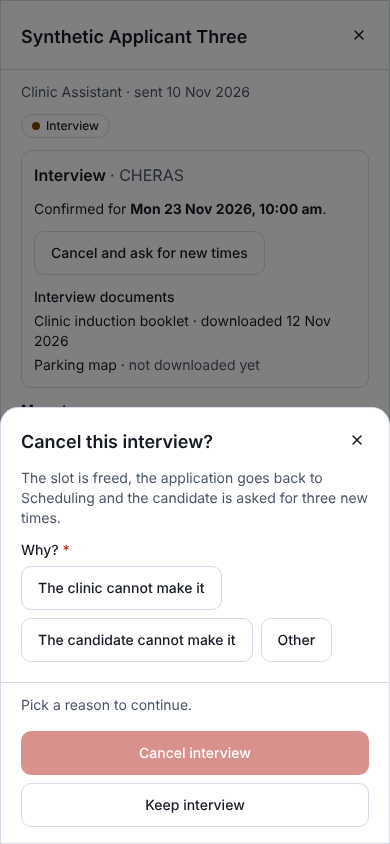 Synthetic Applicant Three
Clinic Assistant · sent 10 Nov 2026
Interview
Interview · CHERAS
Confirmed for Mon 23 Nov 2026, 10:00 am.
Cancel and ask for new times
Interview documents
Clinic induction booklet · downloaded 12 Nov
2026
Parking map · not downloaded yet
Cancel this interview?
The slot is freed, the application goes back to
Scheduling and the candidate is asked for three new
times.
Why? *
The clinic cannot make it
The candidate cannot make it
Other
Pick a reason to continue.
Cancel interview
Keep interview